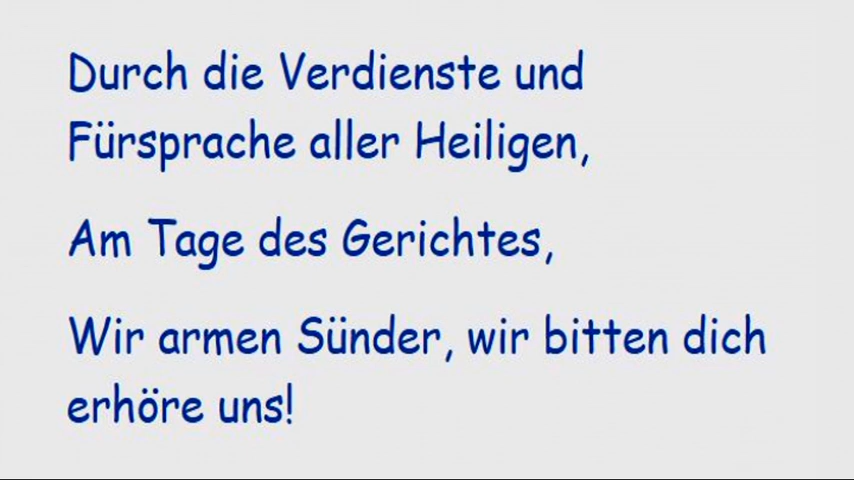 Durch die Verdienste und
Fürsprache aller Heiligen,
Am Tage des Gerichtes,
Wir armen Sünder, wir bitten dich
erhöre uns!